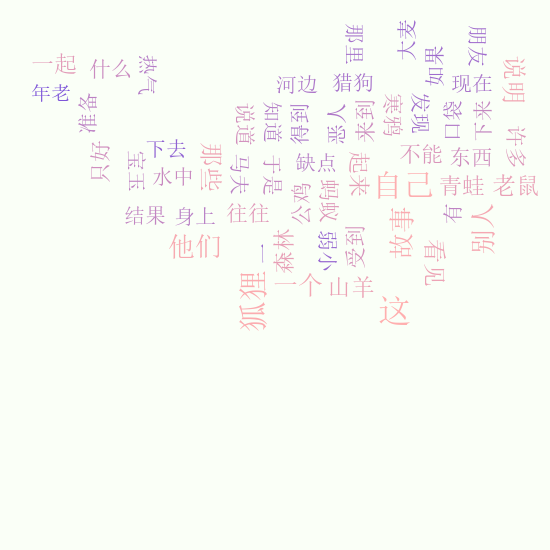 一起
什么
热气
那里
大麦
如果
朋友
说明
年老
准备
河边
猎狗
现在
说道
知道
得到
恶人
到来
寒鸦
发现
口袋
下来
许多
只好
宝玉
下去
水中
那些
马夫
于是
缺点
起来
不能
东西
公鹅
蚂蚁
自己
青蛙
老鼠
结果
身上
往往
他们
一
森林
弱小
受到
故事
看见
有
别人
狐狸
一个
山羊
这